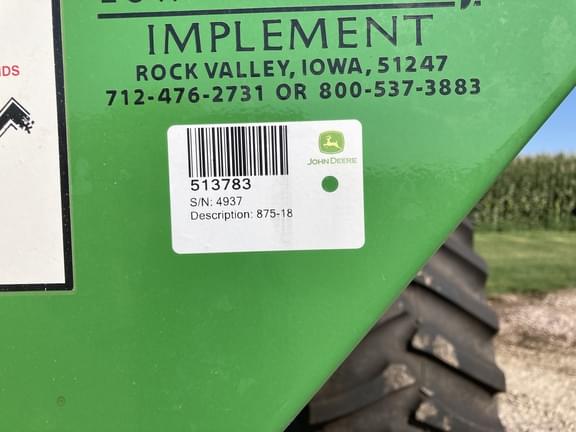 IMPLEMENT
ROCK VALLEY, IOWA, 51247
712-476-2731 OR 800-537-3883
NDS
513783
JOHN DEERE
S/N: 4937
Description: 875-18